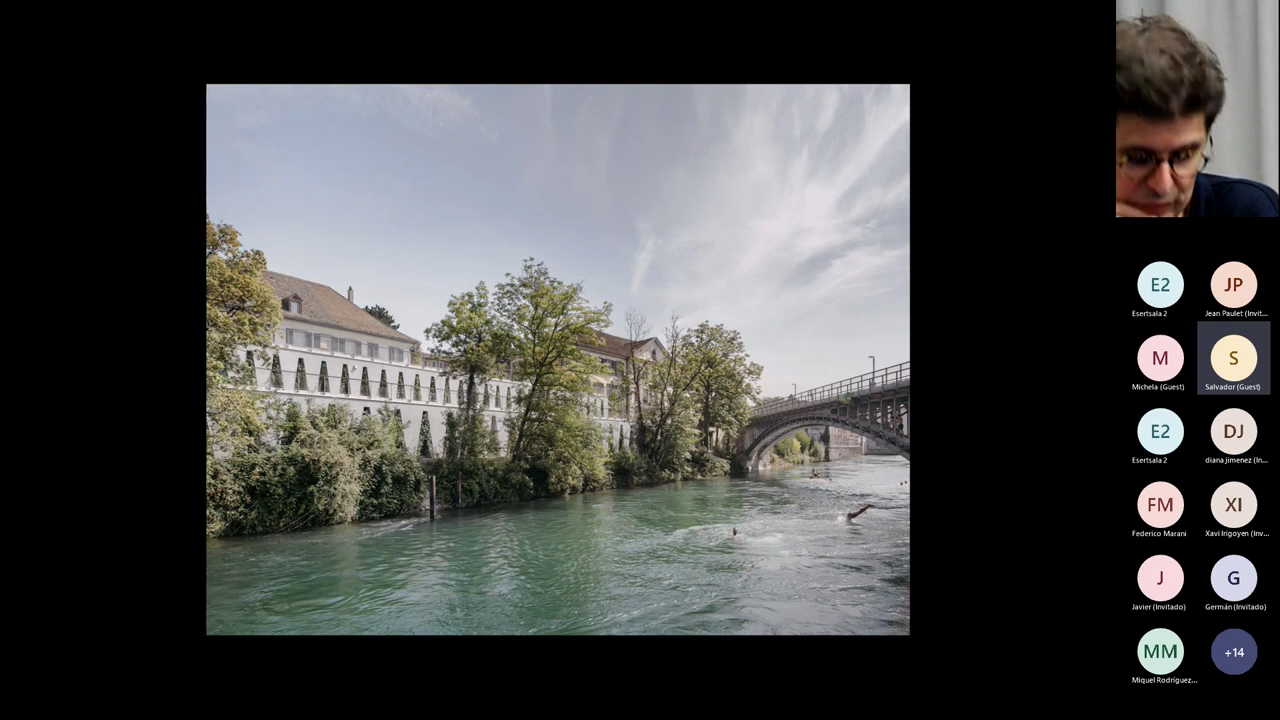 E2
JP
Esertsala 2
Jean Paulet (Invit...
M
S
Michela (Guest)
Salvador (Guest)
E2
DJ
Esertsala 2
diana jimenez (In...
FM
XI
Federico Marani
Xavi Irigoyen (Inv...
J
G
Javier (Invitado)
Germán (Invitado)
MM
+14
Miquel Rodríguez...